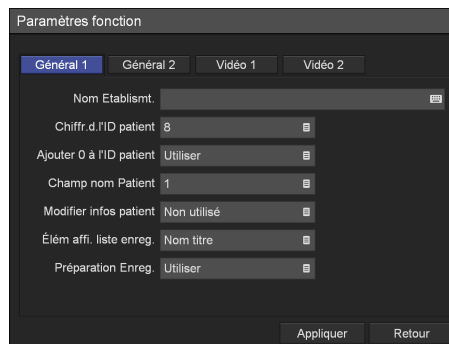 Paramètres fonction
Général 1 Général 2 Vidéo 1 Vidéo 2
Nom Etablismt.
Chiffr.d.l'ID patient 8
Ajouter 0 à l'ID patient Utiliser
Champ nom Patient 1
Modifier infos patient Non utilisé
Élém affi. liste enreg. Nom titre
Préparation Enreg. Utiliser
Appliquer Retour